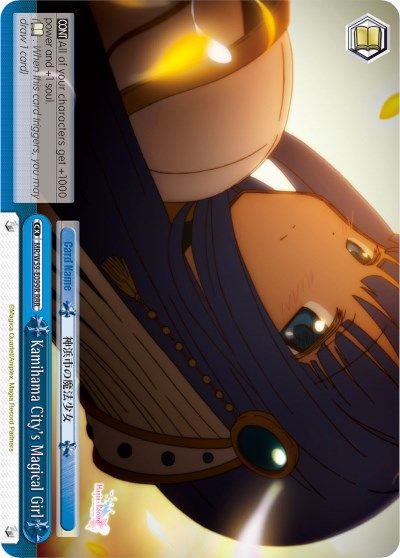 CONT All of your characters get +1000
power and +1 soul.
: When this card triggers, you may
draw 1 card)
Card Name
神浜市の魔法少女
CX
Kamihama City's Magical Girl
©Magica Quartet/Aniplex, Magia Record Partners